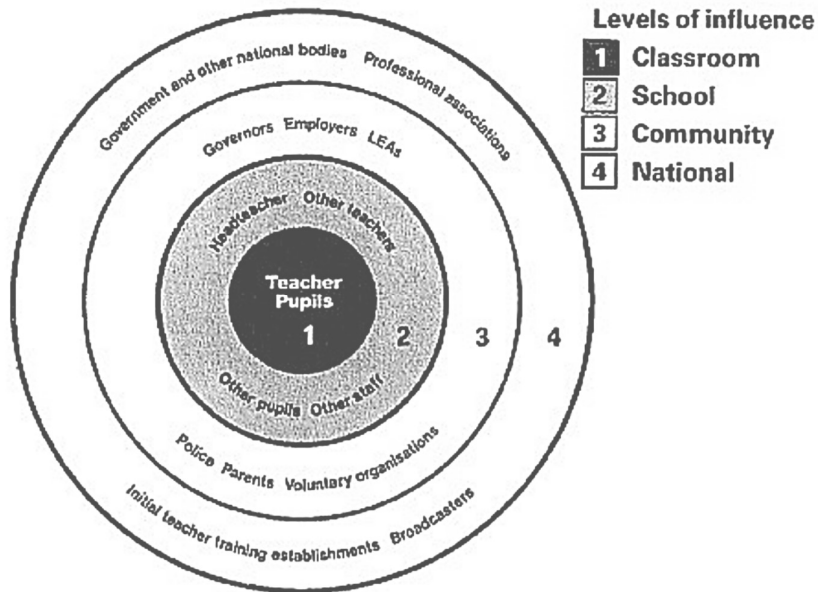 Levels of influence
1 Classroom
2 School
3 Community
4 National
Government and other national bodies Professional associations
Governors Employers LEAs
Headteacher Other teachers
Teacher
Pupils
1 2 3 4
Other pupils Other staff
Police Parents Voluntary organisations
Initial teacher training establishments Broadcasters